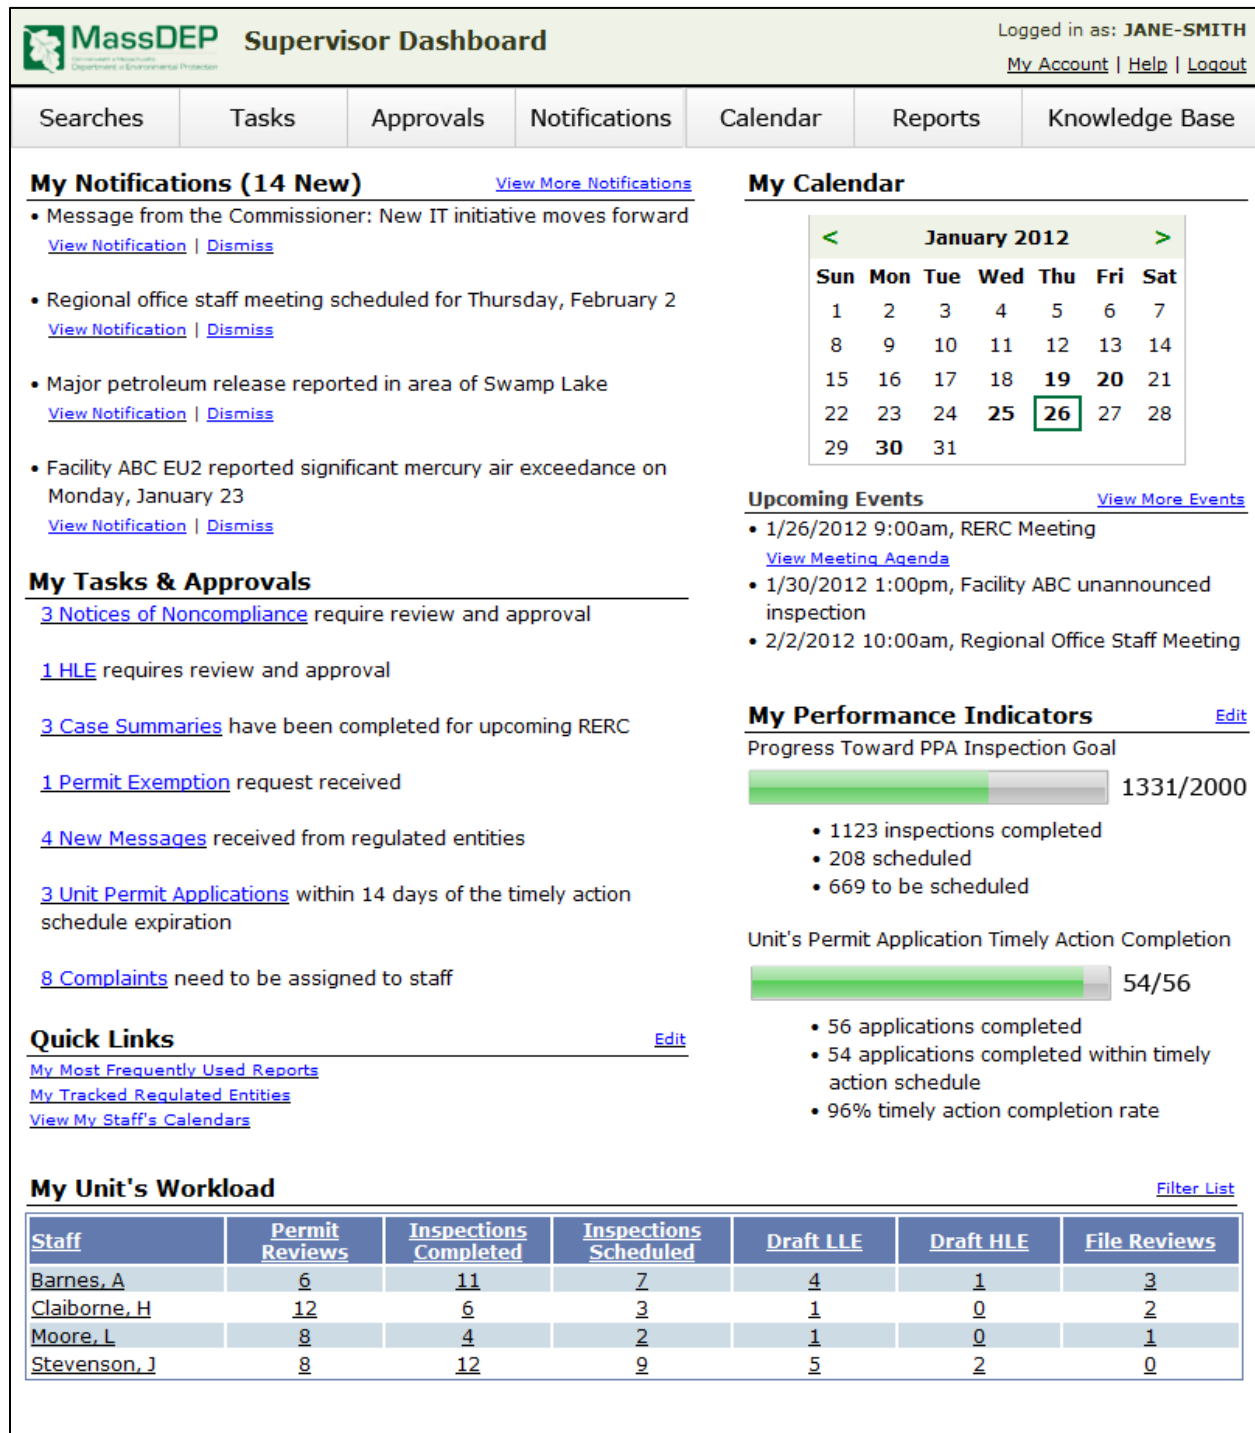 MassDEP
Commonwealth of Massachusetts
Department of Environmental Protection
Supervisor Dashboard
Logged in as: JANE-SMITH
My Account | Help | Logout
Searches Tasks Approvals Notifications Calendar Reports Knowledge Base
My Notifications (14 New) View More Notifications
• Message from the Commissioner: New IT initiative moves forward
View Notification | Dismiss
• Regional office staff meeting scheduled for Thursday, February 2
View Notification | Dismiss
• Major petroleum release reported in area of Swamp Lake
View Notification | Dismiss
• Facility ABC EU2 reported significant mercury air exceedance on
Monday, January 23
View Notification | Dismiss
My Tasks & Approvals
3 Notices of Noncompliance require review and approval
1 HLE requires review and approval
3 Case Summaries have been completed for upcoming RERC
1 Permit Exemption request received
4 New Messages received from regulated entities
3 Unit Permit Applications within 14 days of the timely action
schedule expiration
8 Complaints need to be assigned to staff
Quick Links Edit
My Most Frequently Used Reports
My Tracked Regulated Entities
View My Staff's Calendars
My Calendar
< January 2012 >
Sun Mon Tue Wed Thu Fri Sat
1 2 3 4 5 6 7
8 9 10 11 12 13 14
15 16 17 18 19 20 21
22 23 24 25 26 27 28
29 30 31
Upcoming Events View More Events
• 1/26/2012 9:00am, RERC Meeting
View Meeting Agenda
• 1/30/2012 1:00pm, Facility ABC unannounced
inspection
• 2/2/2012 10:00am, Regional Office Staff Meeting
My Performance Indicators Edit
Progress Toward PPA Inspection Goal
1331/2000
• 1123 inspections completed
• 208 scheduled
• 669 to be scheduled
Unit's Permit Application Timely Action Completion
54/56
• 56 applications completed
• 54 applications completed within timely
action schedule
• 96% timely action completion rate
My Unit's Workload Filter List
Staff Permit Reviews Inspections Completed Inspections Scheduled Draft LLE Draft HLE File Reviews
Barnes, A 6 11 7 4 1 3
Claiborne, H 12 6 3 1 0 2
Moore, L 8 4 2 1 0 1
Stevenson, J 8 12 9 5 2 0